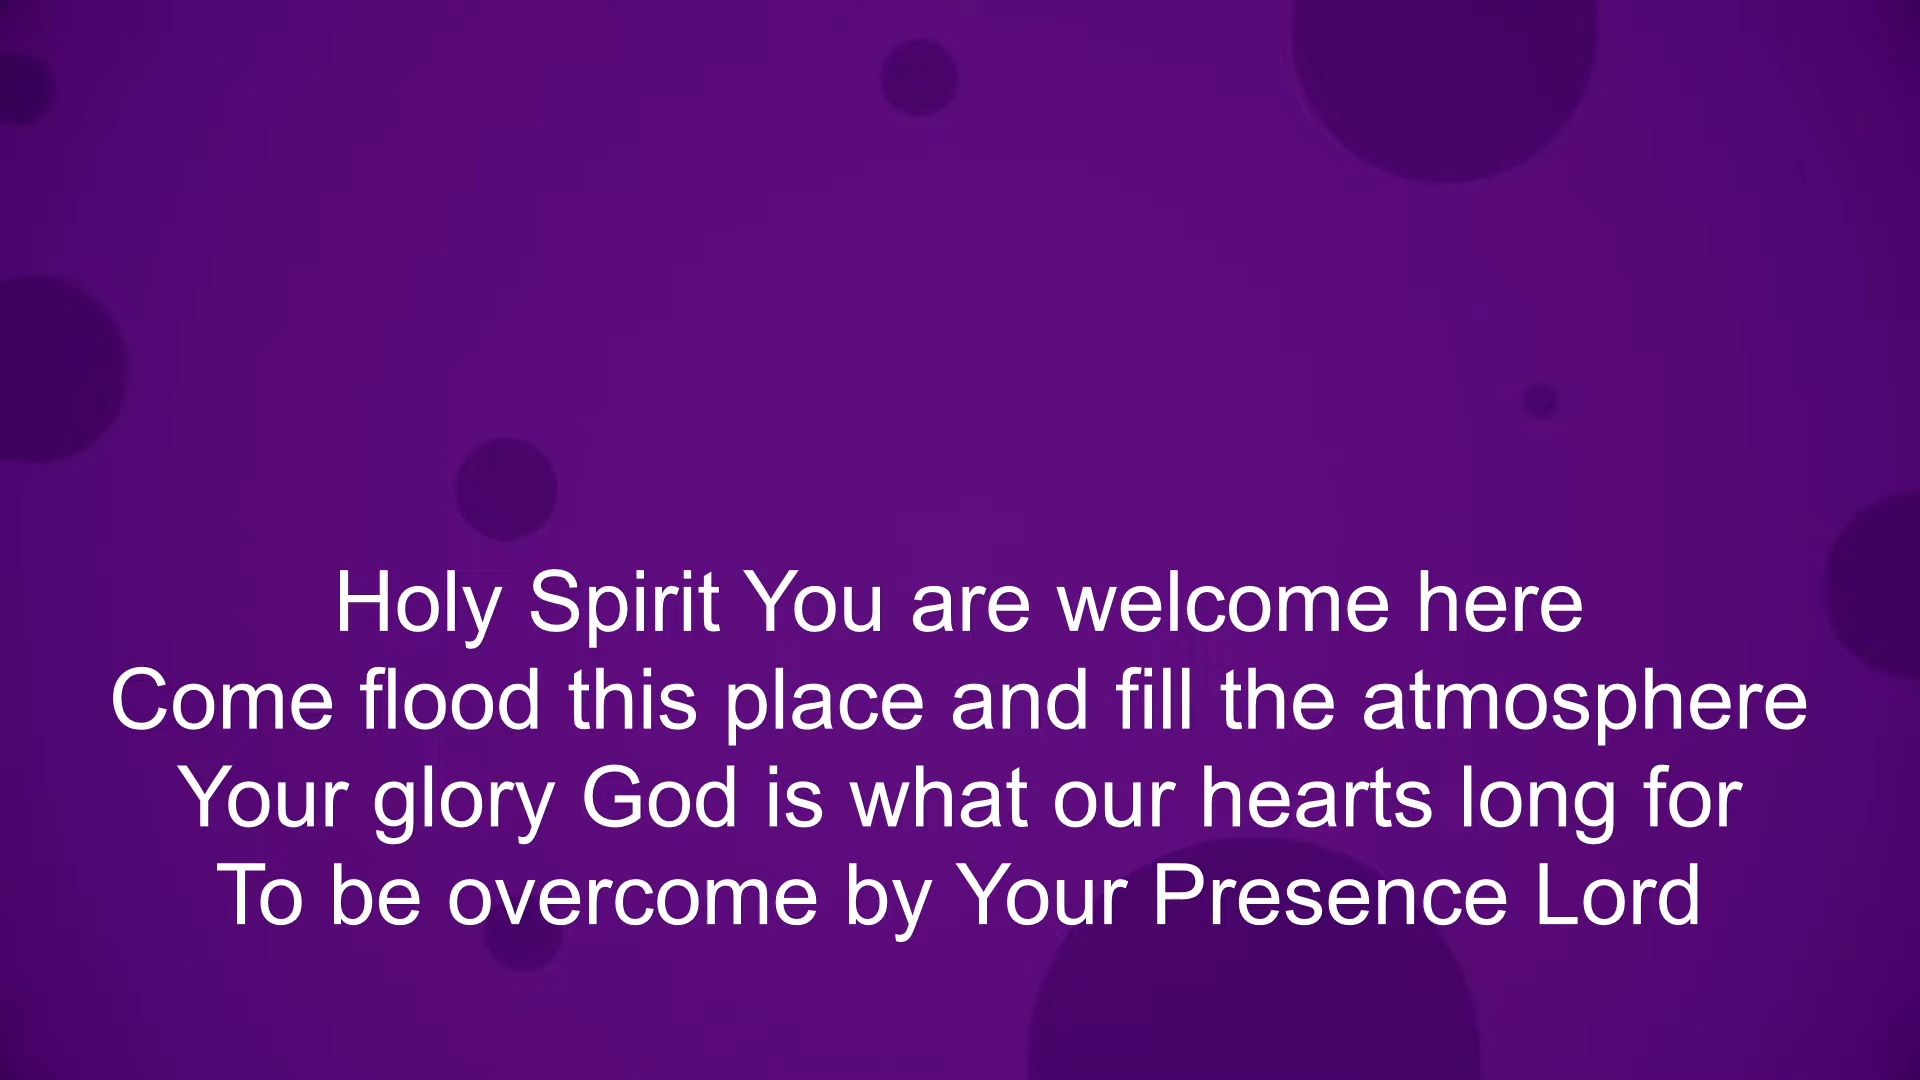 Holy Spirit You are welcome here
Come flood this place and fill the atmosphere
Your glory God is what our hearts long for
To be overcome by Your Presence Lord